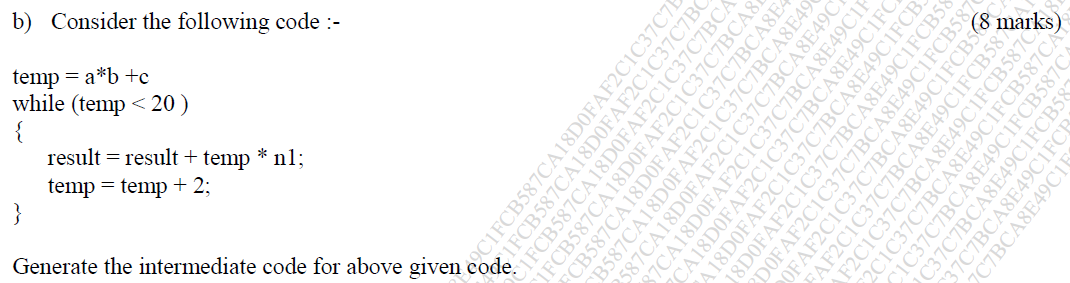 b) Consider the following code :- (8 marks)
temp = a*b +c
while (temp < 20 )
{
result = result + temp * n1;
temp = temp + 2;
}
Generate the intermediate code for above given code.